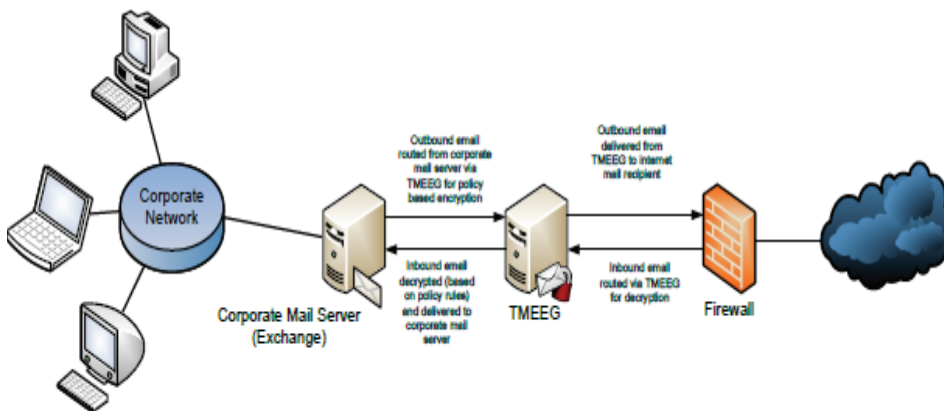 Outbound email
routed from corporate
mail server via
TMEEG for policy
based encryption
Outbound email
delivered from
TMEEG to internet
mail recipient
Corporate
Network
Inbound email
decrypted (based
on policy rules)
and delivered to
corporate mail
server
Inbound email
routed via TMEEG
for decryption
Corporate Mail Server
(Exchange)
TMEEG
Firewall